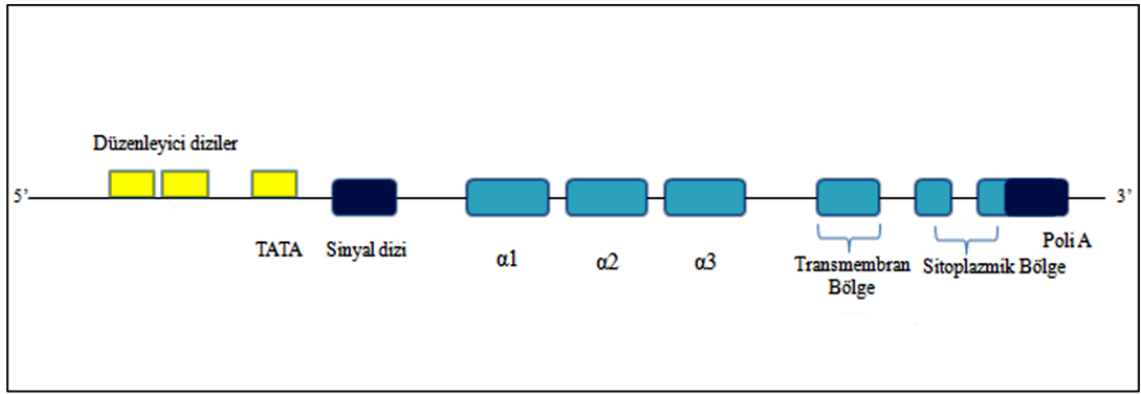 Düzenleyici diziler
5’
3’
TATA
Sinyal dizi
α1
α2
α3
Transmembran
Bölge
Sitoplazmik Bölge
Poli A